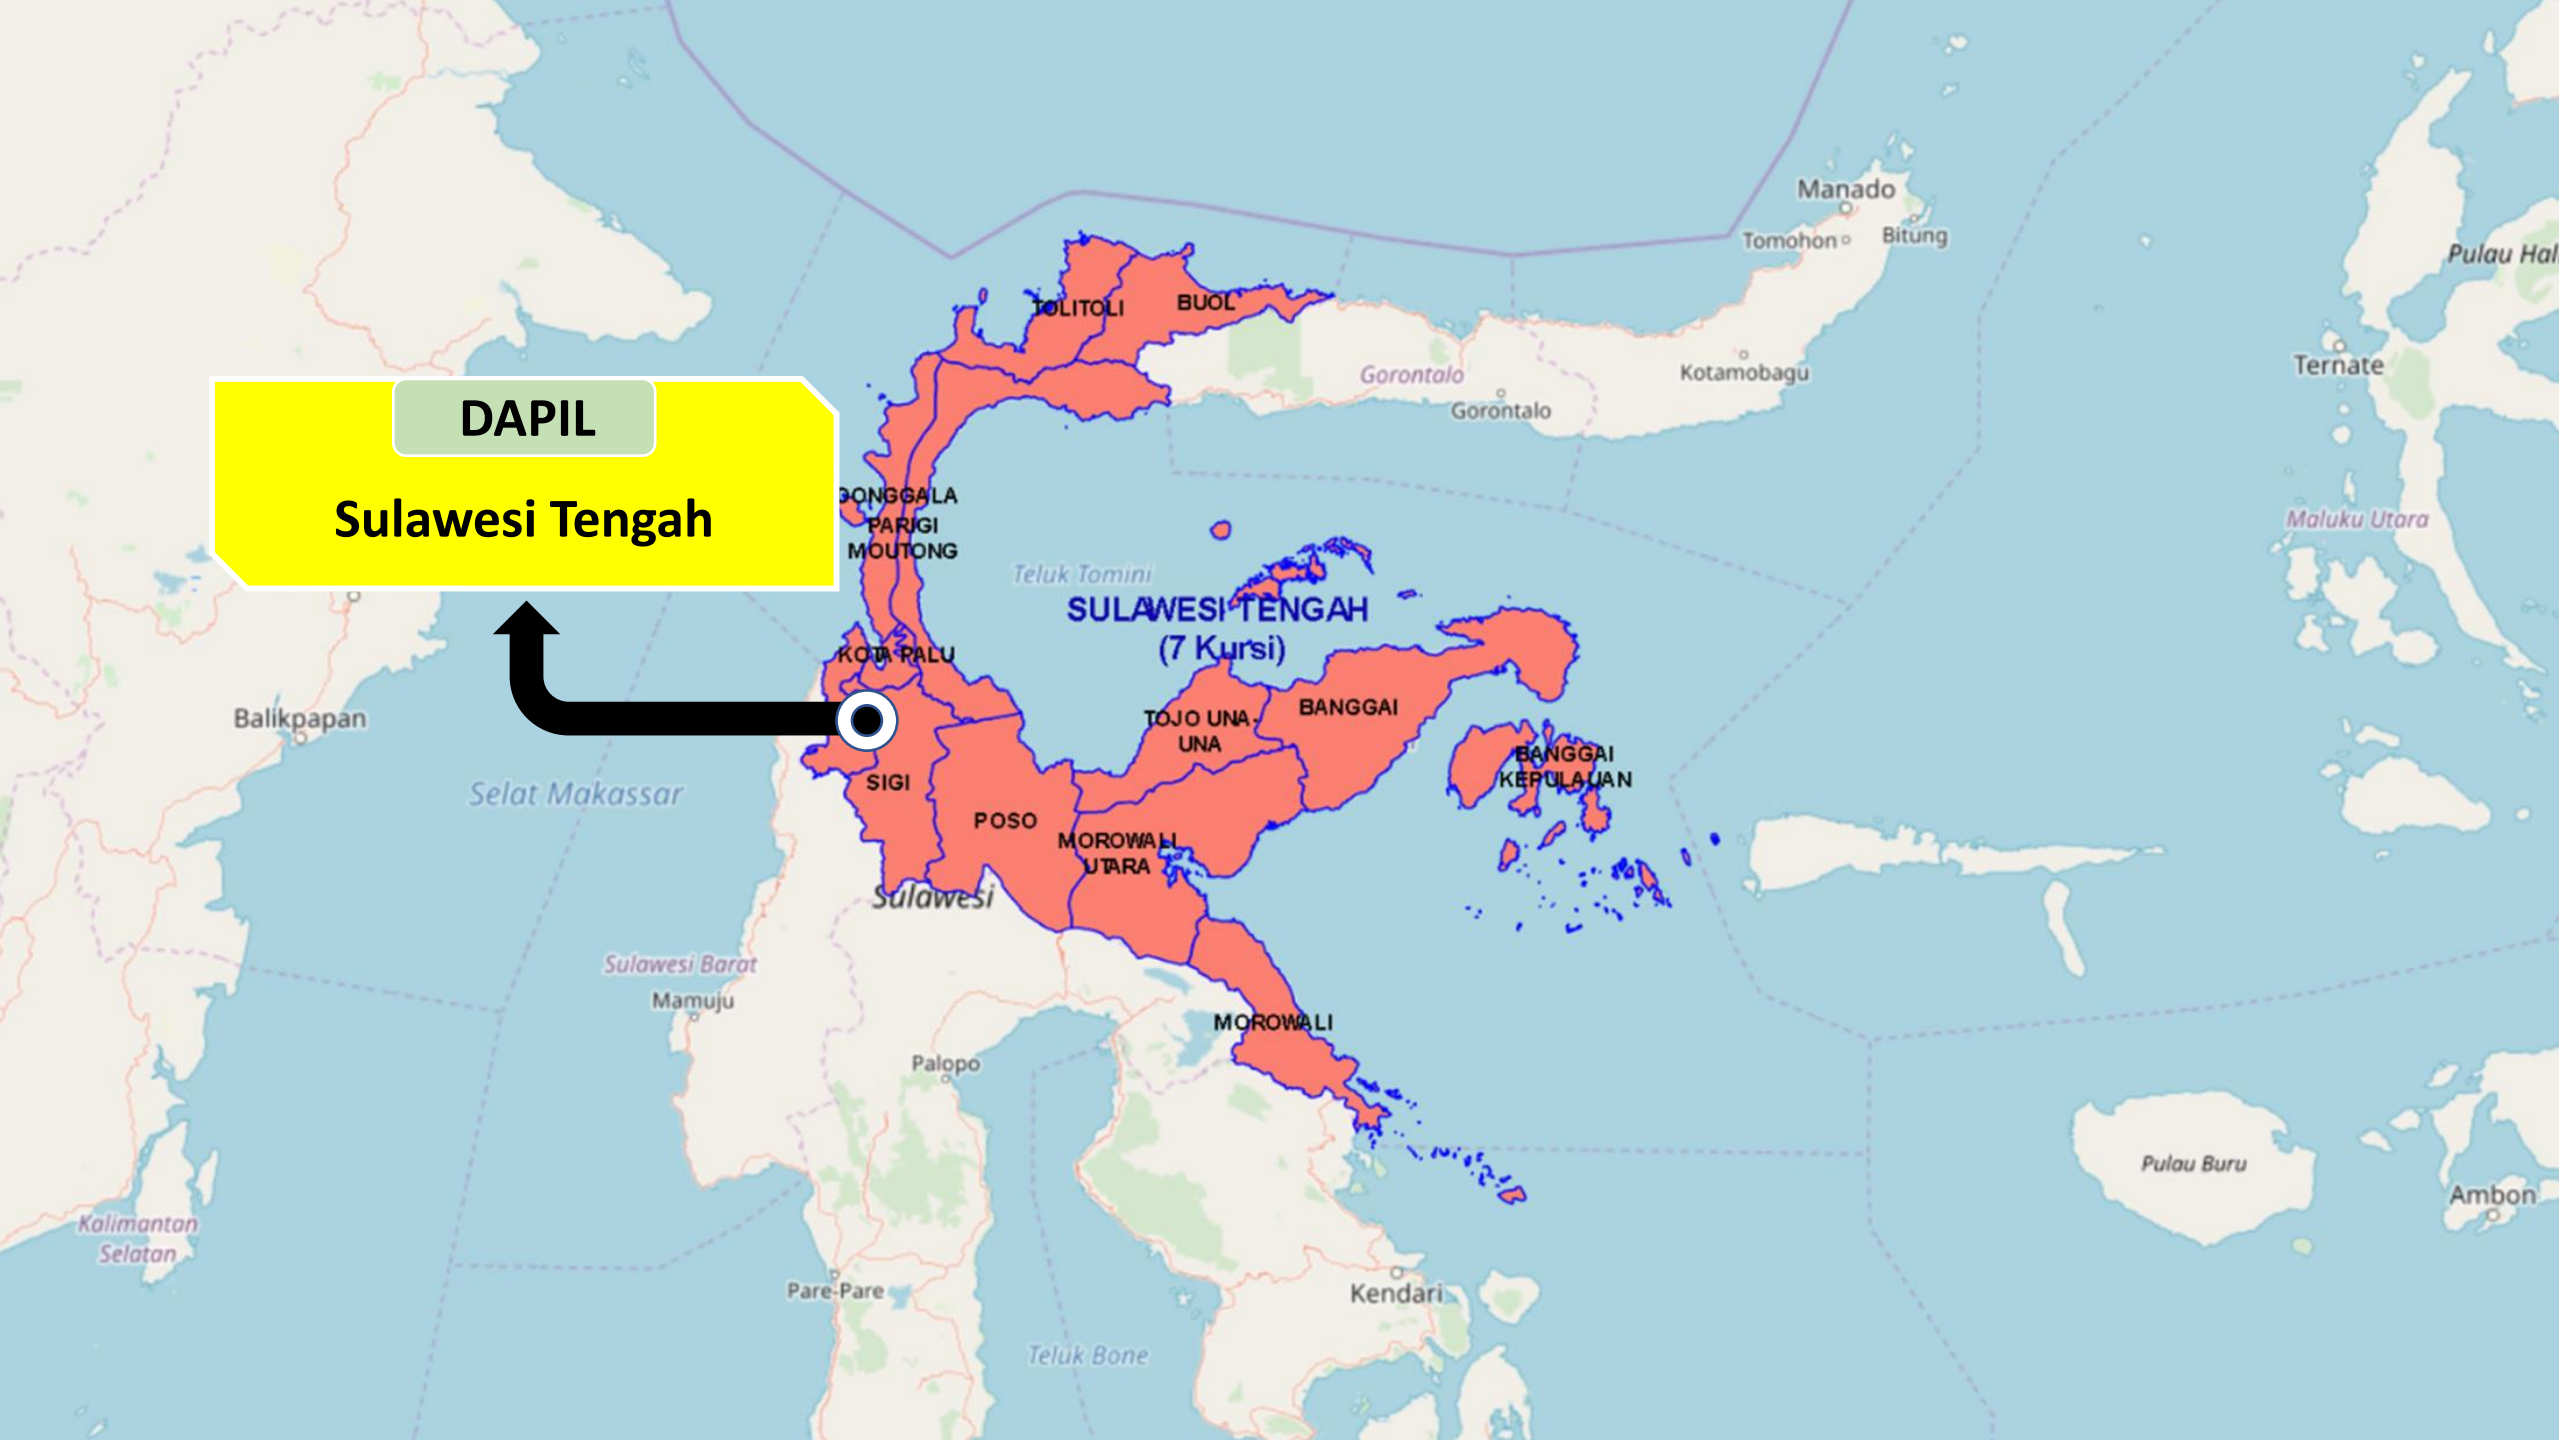 Manado
Tomohon
Bitung
Pulau Hal
TOLITOLI
BUOL
Ternate
Gorontalo
Kotamobagu
Gorontalo
DAPIL
Sulawesi Tengah
DONGGALA
PARIGI
MOUTONG
Maluku Utara
Teluk Tomini
SULAWESI TENGAH
(7 Kursi)
KOTA PALU
Balikpapan
TOJO UNA-
UNA
BANGGAI
BANGGAI
KEPULAUAN
Selat Makassar
SIGI
POSO
MOROWALI
UTARA
Sulawesi
Sulawesi Barat
Mamuju
MOROWALI
Palopo
Pulau Buru
Ambon
Kalimantan
Selatan
Pare-Pare
Kendari
Teluk Bone